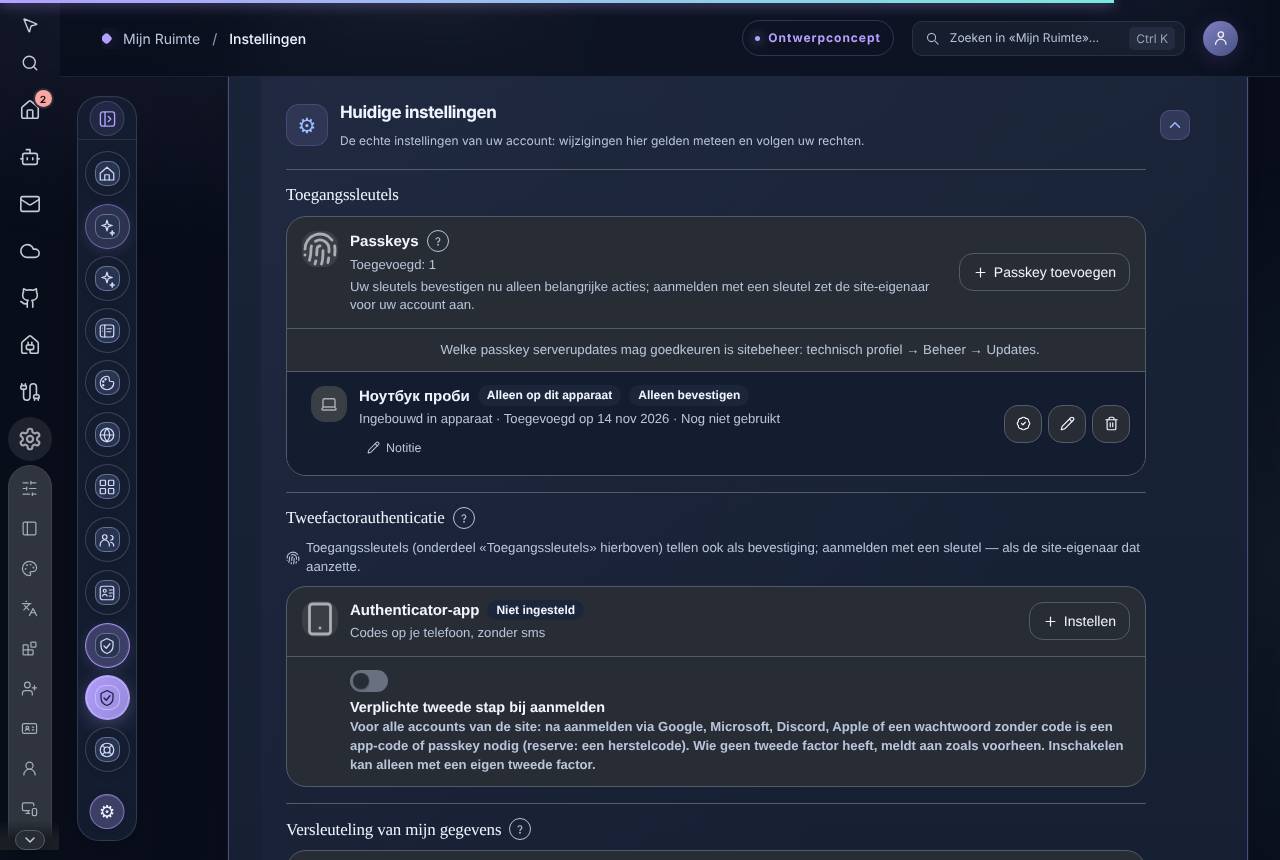 Mijn Ruimte / Instellingen
Ontwerpconcept
Zoeken in «Mijn Ruimte»...
Ctrl K
2
Huidige instellingen
De echte instellingen van uw account: wijzigingen hier gelden meteen en volgen uw rechten.
Toegangssleutels
Passkeys ?
Toegevoegd: 1
Uw sleutels bevestigen nu alleen belangrijke acties; aanmelden met een sleutel zet de site-eigenaar
voor uw account aan.
+ Passkey toevoegen
Welke passkey serverupdates mag goedkeuren is sitebeheer: technisch profiel → Beheer → Updates.
Ноутбук проби Alleen op dit apparaat Alleen bevestigen
Ingebouwd in apparaat · Toegevoegd op 14 nov 2026 · Nog niet gebruikt
Notitie
Tweefactorauthenticatie ?
Toegangssleutels (onderdeel «Toegangssleutels» hierboven) tellen ook als bevestiging; aanmelden met een sleutel — als de site-eigenaar dat
aanzette.
Authenticator-app Niet ingesteld
Codes op je telefoon, zonder sms
+ Instellen
Verplichte tweede stap bij aanmelden
Voor alle accounts van de site: na aanmelden via Google, Microsoft, Discord, Apple of een wachtwoord zonder code is een
app-code of passkey nodig (reserve: een herstelcode). Wie geen tweede factor heeft, meldt aan zoals voorheen. Inschakelen
kan alleen met een eigen tweede factor.
Versleuteling van mijn gegevens ?